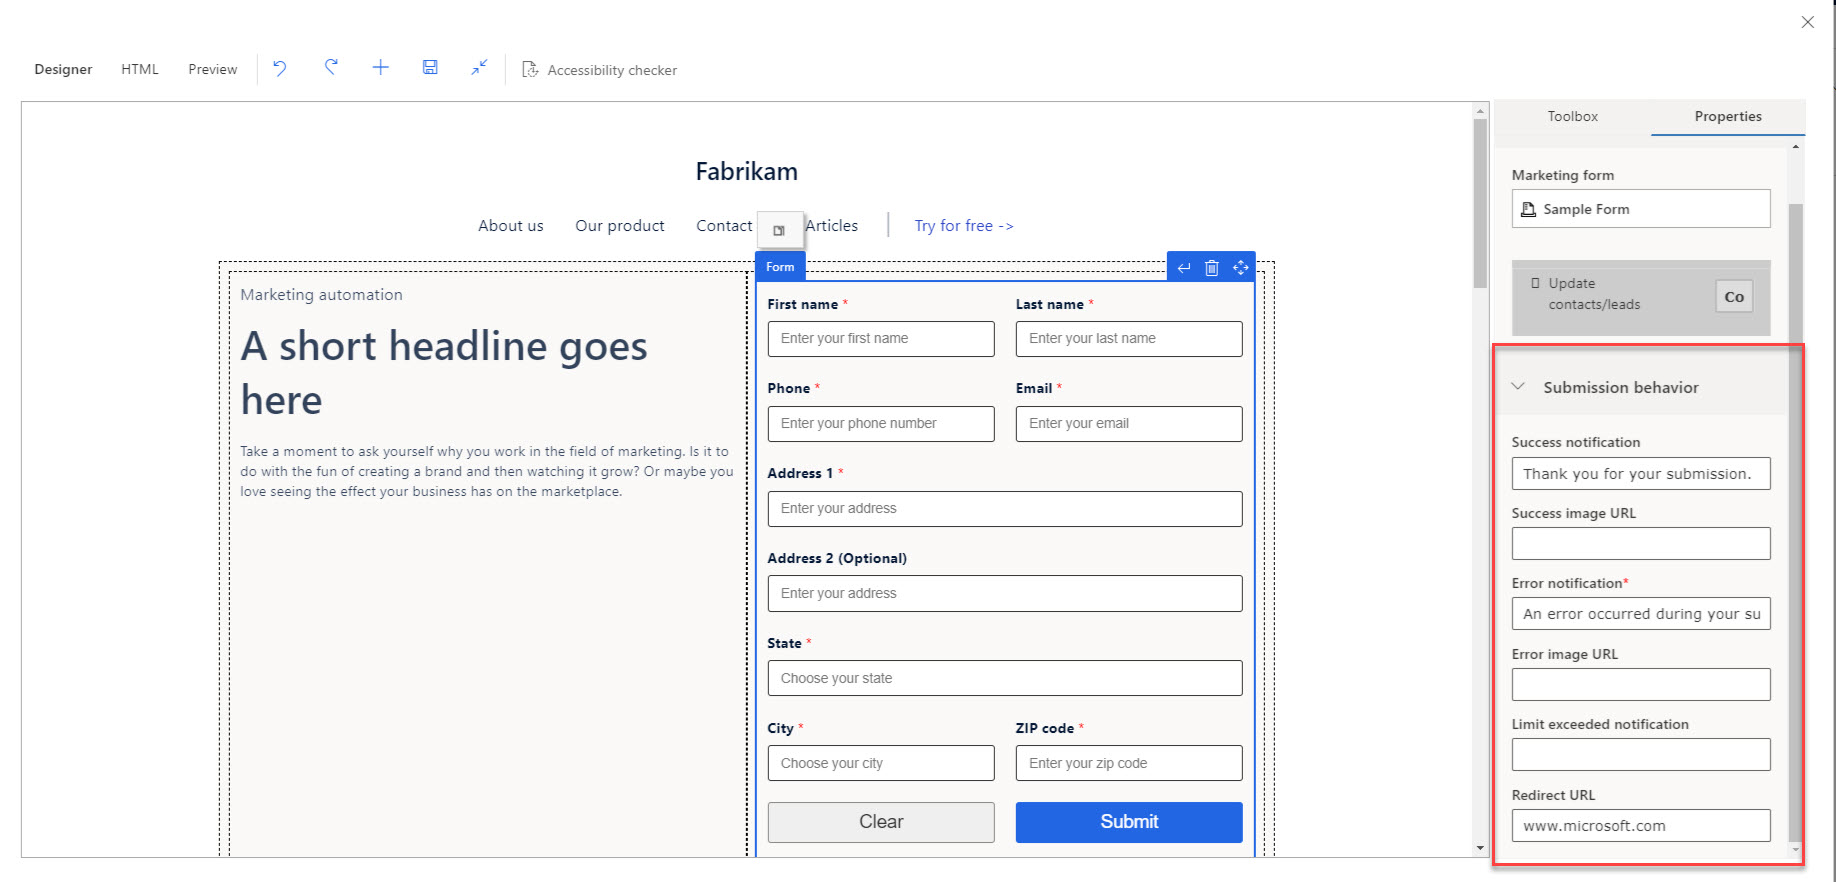 Designer HTML Preview Accessibility checker
Toolbox Properties
Fabrikam
About us Our product Contact Articles Try for free ->
Form
Marketing automation
A short headline goes
here
Take a moment to ask yourself why you work in the field of marketing. Is it to
do with the fun of creating a brand and then watching it grow? Or maybe you
love seeing the effect your business has on the marketplace.
First name * Last name *
Enter your first name Enter your last name
Phone * Email *
Enter your phone number Enter your email
Address 1 *
Enter your address
Address 2 (Optional)
Enter your address
State *
Choose your state
City * ZIP code *
Choose your city Enter your zip code
Clear Submit
Marketing form
Sample Form
Update
contacts/leads
Co
Submission behavior
Success notification
Thank you for your submission.
Success image URL
Error notification*
An error occurred during your su
Error image URL
Limit exceeded notification
Redirect URL
www.microsoft.com